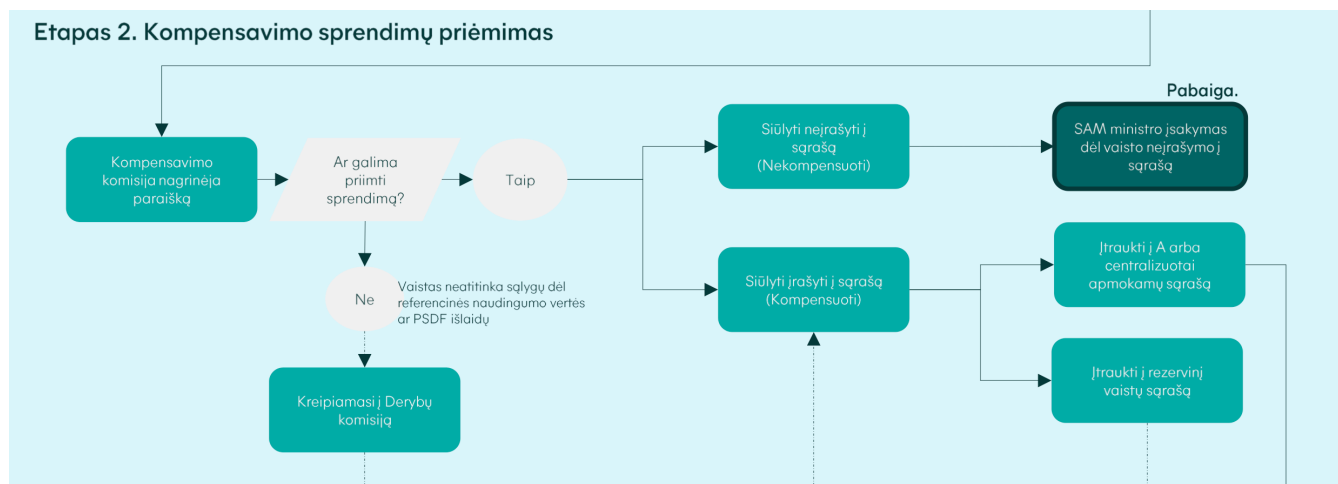 Etapas 2. Kompensavimo sprendimų priėmimas
Pabaiga.
Kompensavimo
komisija nagrinėja
paraišką
Ar galima
priimti
sprendimą?
Taip
Siūlyti neįrašyti į
sąrašą
(Nekompensuoti)
SAM ministro įsakymas
dėl vaisto neįrašymo į
sąrašą
Ne
Vaistas neatitinka sąlygų dėl
referencinės naudingumo vertės
ar PSDF išlaidų
Siūlyti įrašyti į sąrašą
(Kompensuoti)
Įtraukti į A arba
centralizuotai
apmokamų sąrašą
Kreipiamasi į Derybų
komisiją
Įtraukti į rezervinį
vaistų sąrašą